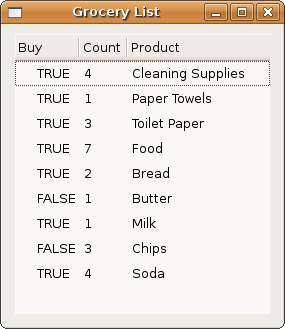 Grocery List
Buy Count Product
TRUE 4 Cleaning Supplies
TRUE 1 Paper Towels
TRUE 3 Toilet Paper
TRUE 7 Food
TRUE 2 Bread
FALSE 1 Butter
TRUE 1 Milk
FALSE 3 Chips
TRUE 4 Soda